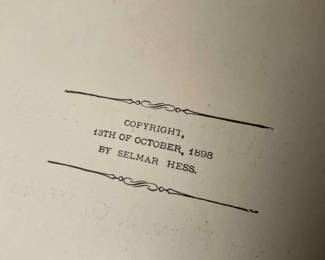 COPYRIGHT,
13TH OF OCTOBER, 1898
BY SELMAR HESS.